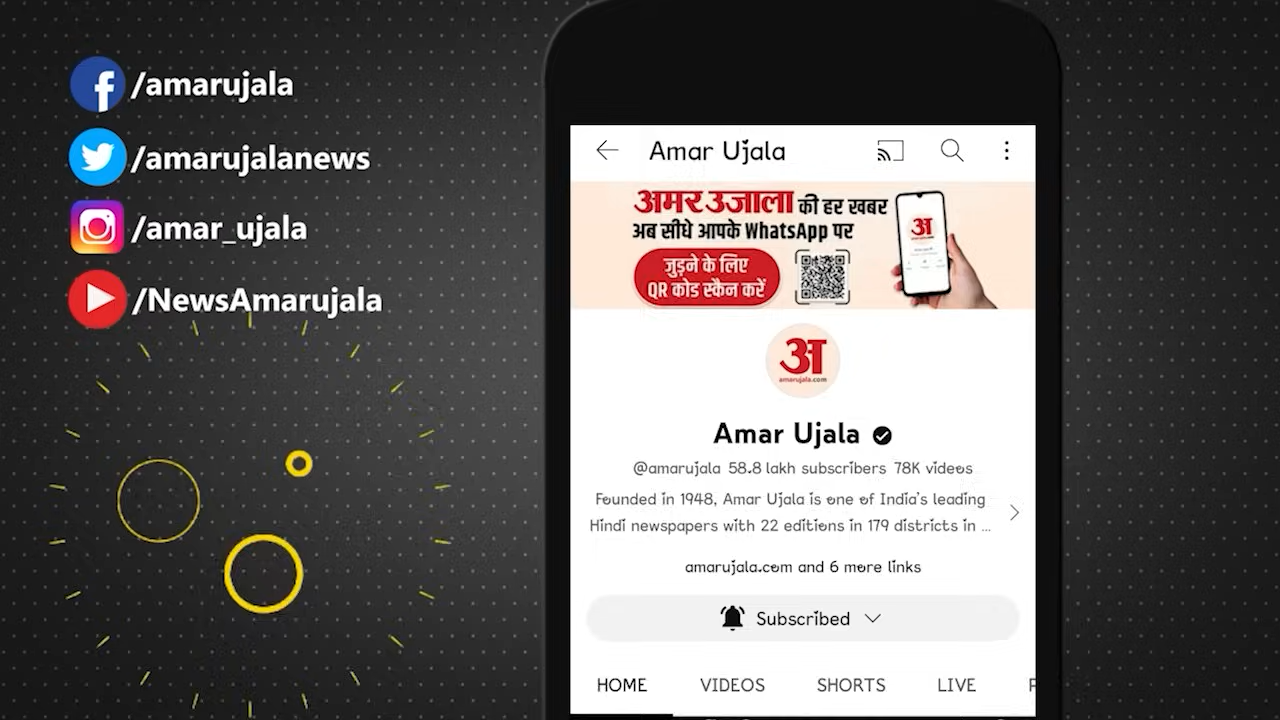 /amarujala
/amarujalanews
/amar_ujala
/NewsAmarujala
Amar Ujala
अमर उजाला की हर खबर
अब सीधे आपके WhatsApp पर
जुड़ने के लिए
QR कोड स्कैन करें
अ
अ
amarujala.com
Amar Ujala
@amarujala 58.8 lakh subscribers 78K videos
Founded in 1948, Amar Ujala is one of India's leading
Hindi newspapers with 22 editions in 179 districts in ...
amarujala.com and 6 more links
Subscribed
HOME VIDEOS SHORTS LIVE